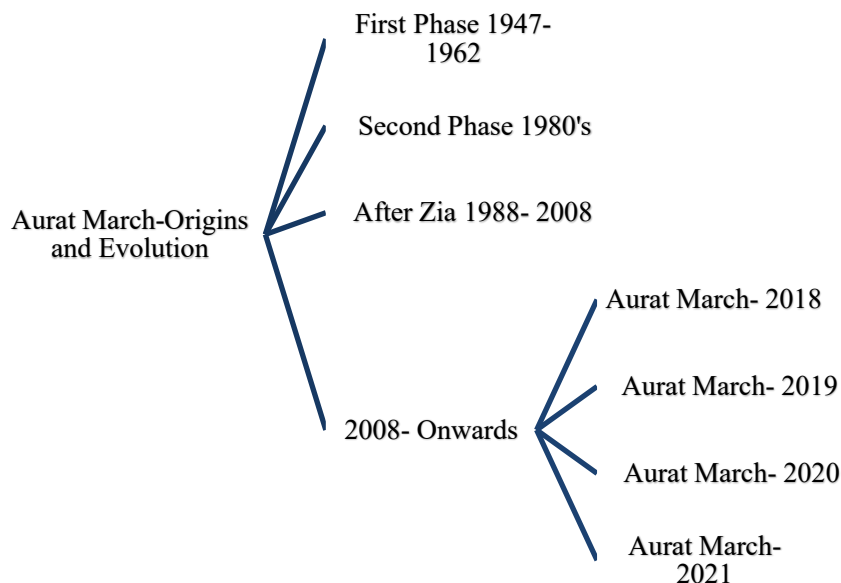 Aurat March-Origins
and Evolution
First Phase 1947-
1962
Second Phase 1980's
After Zia 1988- 2008
2008- Onwards
Aurat March- 2018
Aurat March- 2019
Aurat March- 2020
Aurat March-
2021